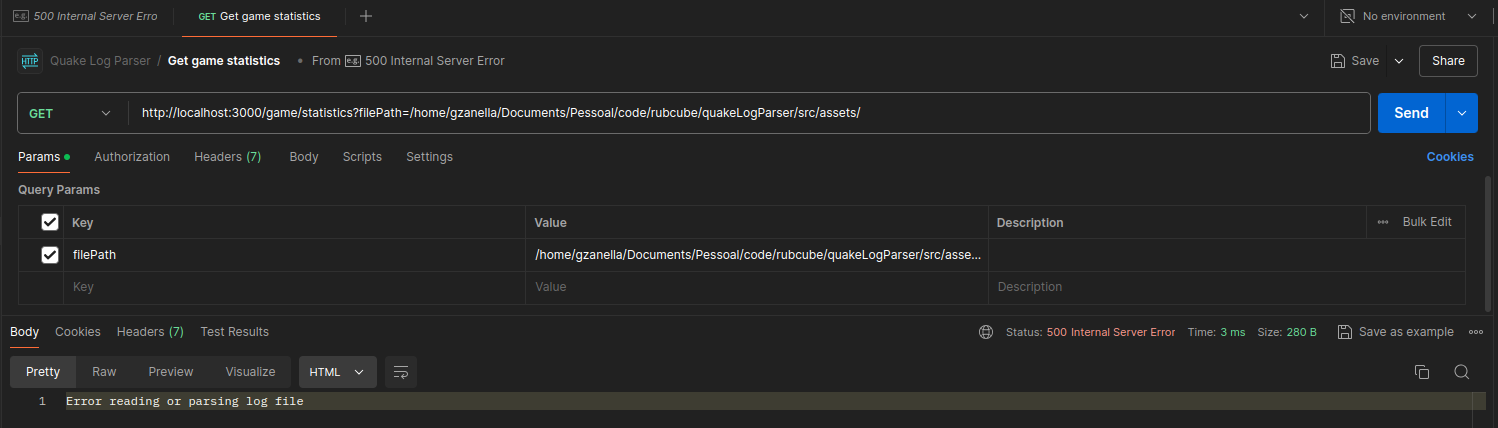 e.g. 500 Internal Server Erro
GET Get game statistics
No environment
HTTP Quake Log Parser / Get game statistics From e.g. 500 Internal Server Error
Save Share
GET http://localhost:3000/game/statistics?filePath=/home/gzanella/Documents/Pessoal/code/rubcube/quakeLogParser/src/assets/ Send
Params Authorization Headers (7) Body Scripts Settings Cookies
Query Params
Key Value Description Bulk Edit
filePath /home/gzanella/Documents/Pessoal/code/rubcube/quakeLogParser/src/asse...
Key Value Description
Body Cookies Headers (7) Test Results Status: 500 Internal Server Error Time: 3 ms Size: 280 B Save as example
Pretty Raw Preview Visualize HTML
1 Error reading or parsing log file